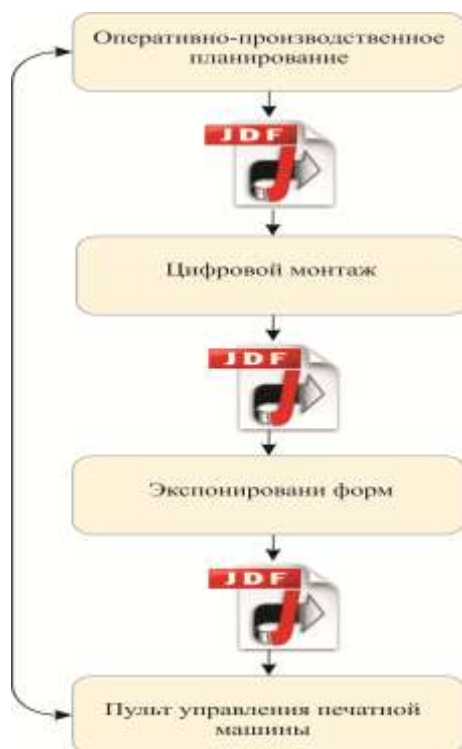 Оперативно-производственное
планирование
JDF
Цифровой монтаж
JDF
Экспонировани форм
JDF
Пульт управления печатной
машины